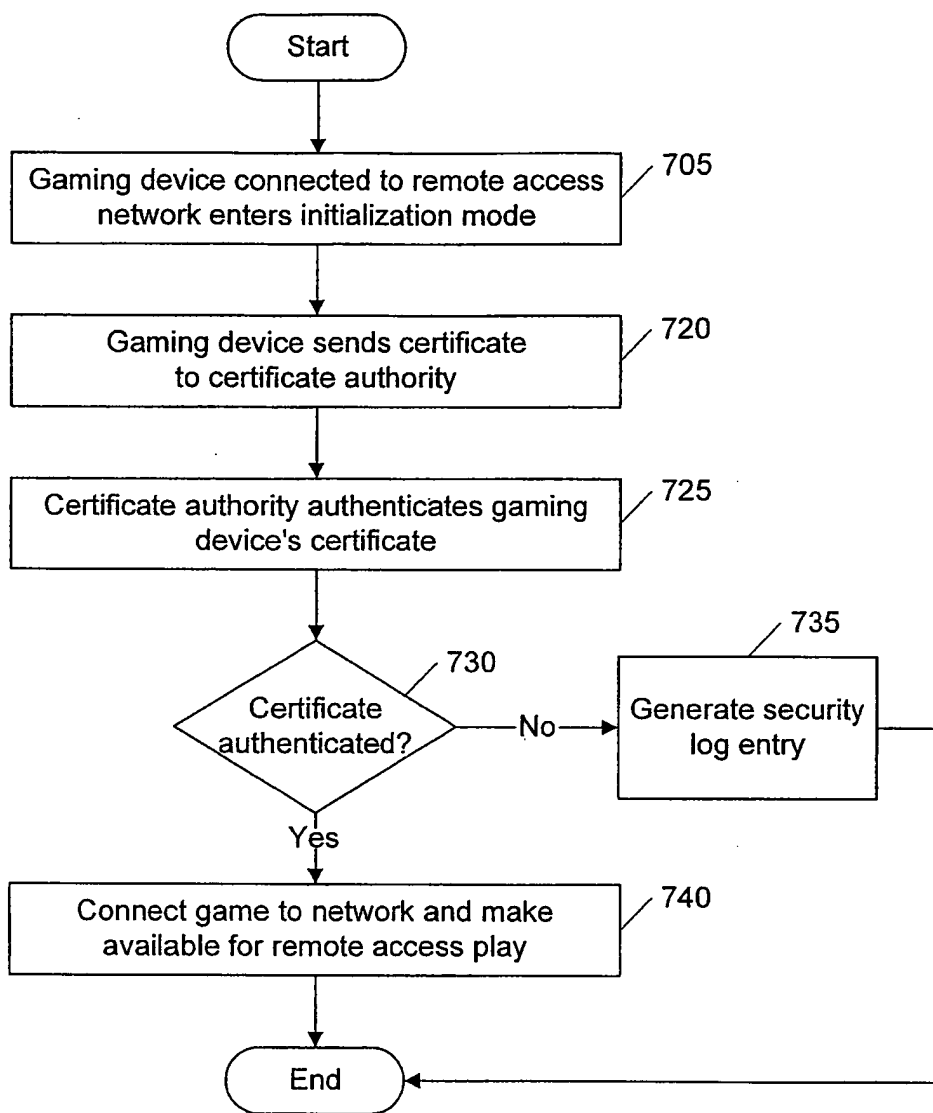 Start
705
Gaming device connected to remote access
network enters initialization mode
720
Gaming device sends certificate
to certificate authority
725
Certificate authority authenticates gaming
device's certificate
730
Certificate
authenticated?
No
735
Generate security
log entry
Yes
740
Connect game to network and make
available for remote access play
End